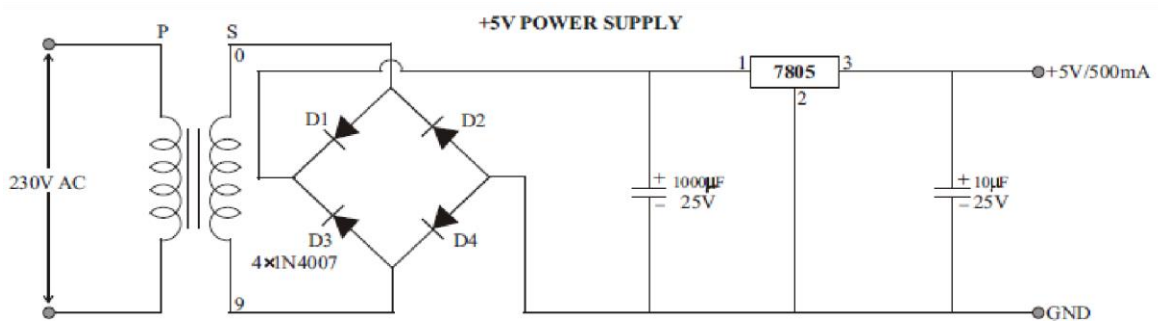 +5V POWER SUPPLY
P
S
0
1
7805
3
+5V/500mA
2
D1
D2
230V AC
+
1000μF
−
25V
+
10μF
−
25V
D3
D4
4×1N4007
9
GND